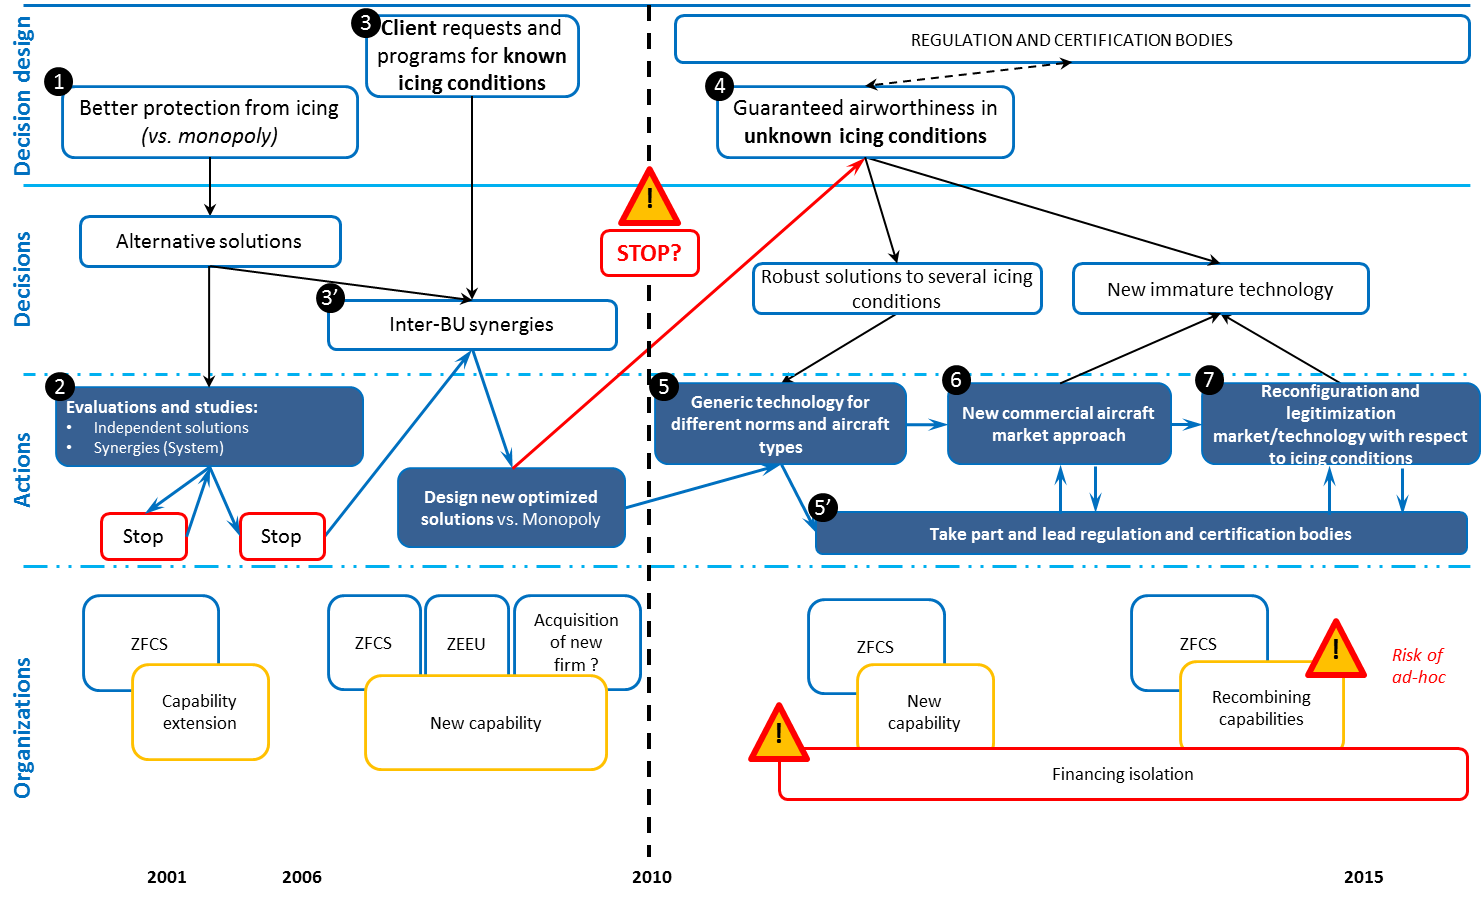 Decision design
3
Client requests and
programs for known
icing conditions
REGULATION AND CERTIFICATION BODIES
1
Better protection from icing
(vs. monopoly)
4
Guaranteed airworthiness in
unknown icing conditions
Decisions
!
STOP?
Alternative solutions
3’
Inter-BU synergies
Robust solutions to several icing
conditions
New immature technology
Actions
2
Evaluations and studies:
• Independent solutions
• Synergies (System)
Stop
Stop
Design new optimized
solutions vs. Monopoly
5
Generic technology for
different norms and aircraft
types
6
New commercial aircraft
market approach
7
Reconfiguration and
legitimization
market/technology with respect
to icing conditions
5’
Take part and lead regulation and certification bodies
Organizations
ZFCS
Capability
extension
ZFCS
ZEEU
Acquisition
of new
firm ?
New capability
ZFCS
New
capability
ZFCS
Recombining
capabilities
!
Risk of
ad-hoc
!
Financing isolation
2001
2006
2010
2015